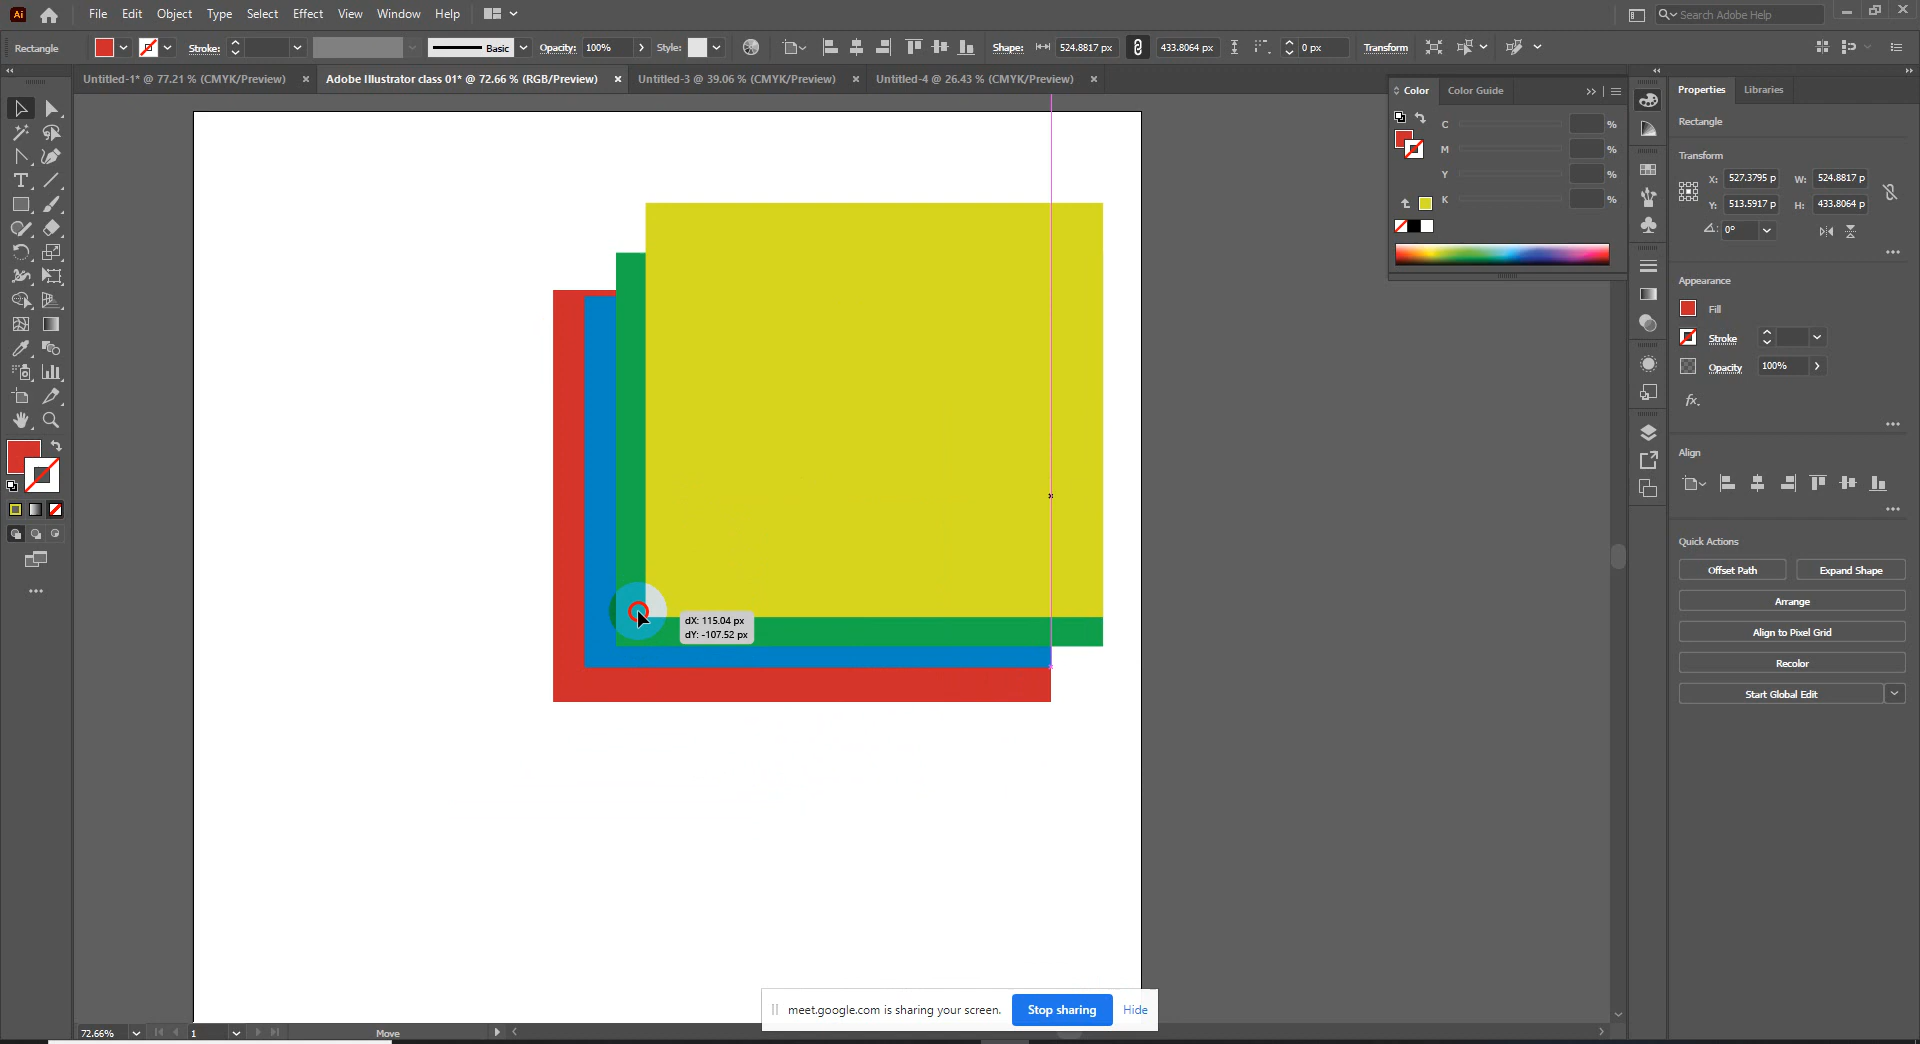 Ai File Edit Object Type Select Effect View Window Help Search Adobe Help
Rectangle Stroke: Basic Opacity: 100% Style: Shape: 524.8817 px 433.8064 px 0 px Transform
Untitled-1* @ 77.21 % (CMYK/Preview) × Adobe Illustrator class 01* @ 72.66 % (RGB/Preview) × Untitled-3 @ 39.06 % (CMYK/Preview) × Untitled-4 @ 26.43 % (CMYK/Preview) ×
Color Color Guide
C %
M %
Y %
K %
Properties Libraries
Rectangle
Transform
X: 527.3795 p W: 524.8817 p
Y: 513.5917 p H: 433.8064 p
0°
Appearance
Fill
Stroke
Opacity 100%
fx.
Align
Quick Actions
Offset Path Expand Shape
Arrange
Align to Pixel Grid
Recolor
Start Global Edit
dX: 115.04 px
dY: -107.52 px
meet.google.com is sharing your screen. Stop sharing Hide
72.66% 1 Move